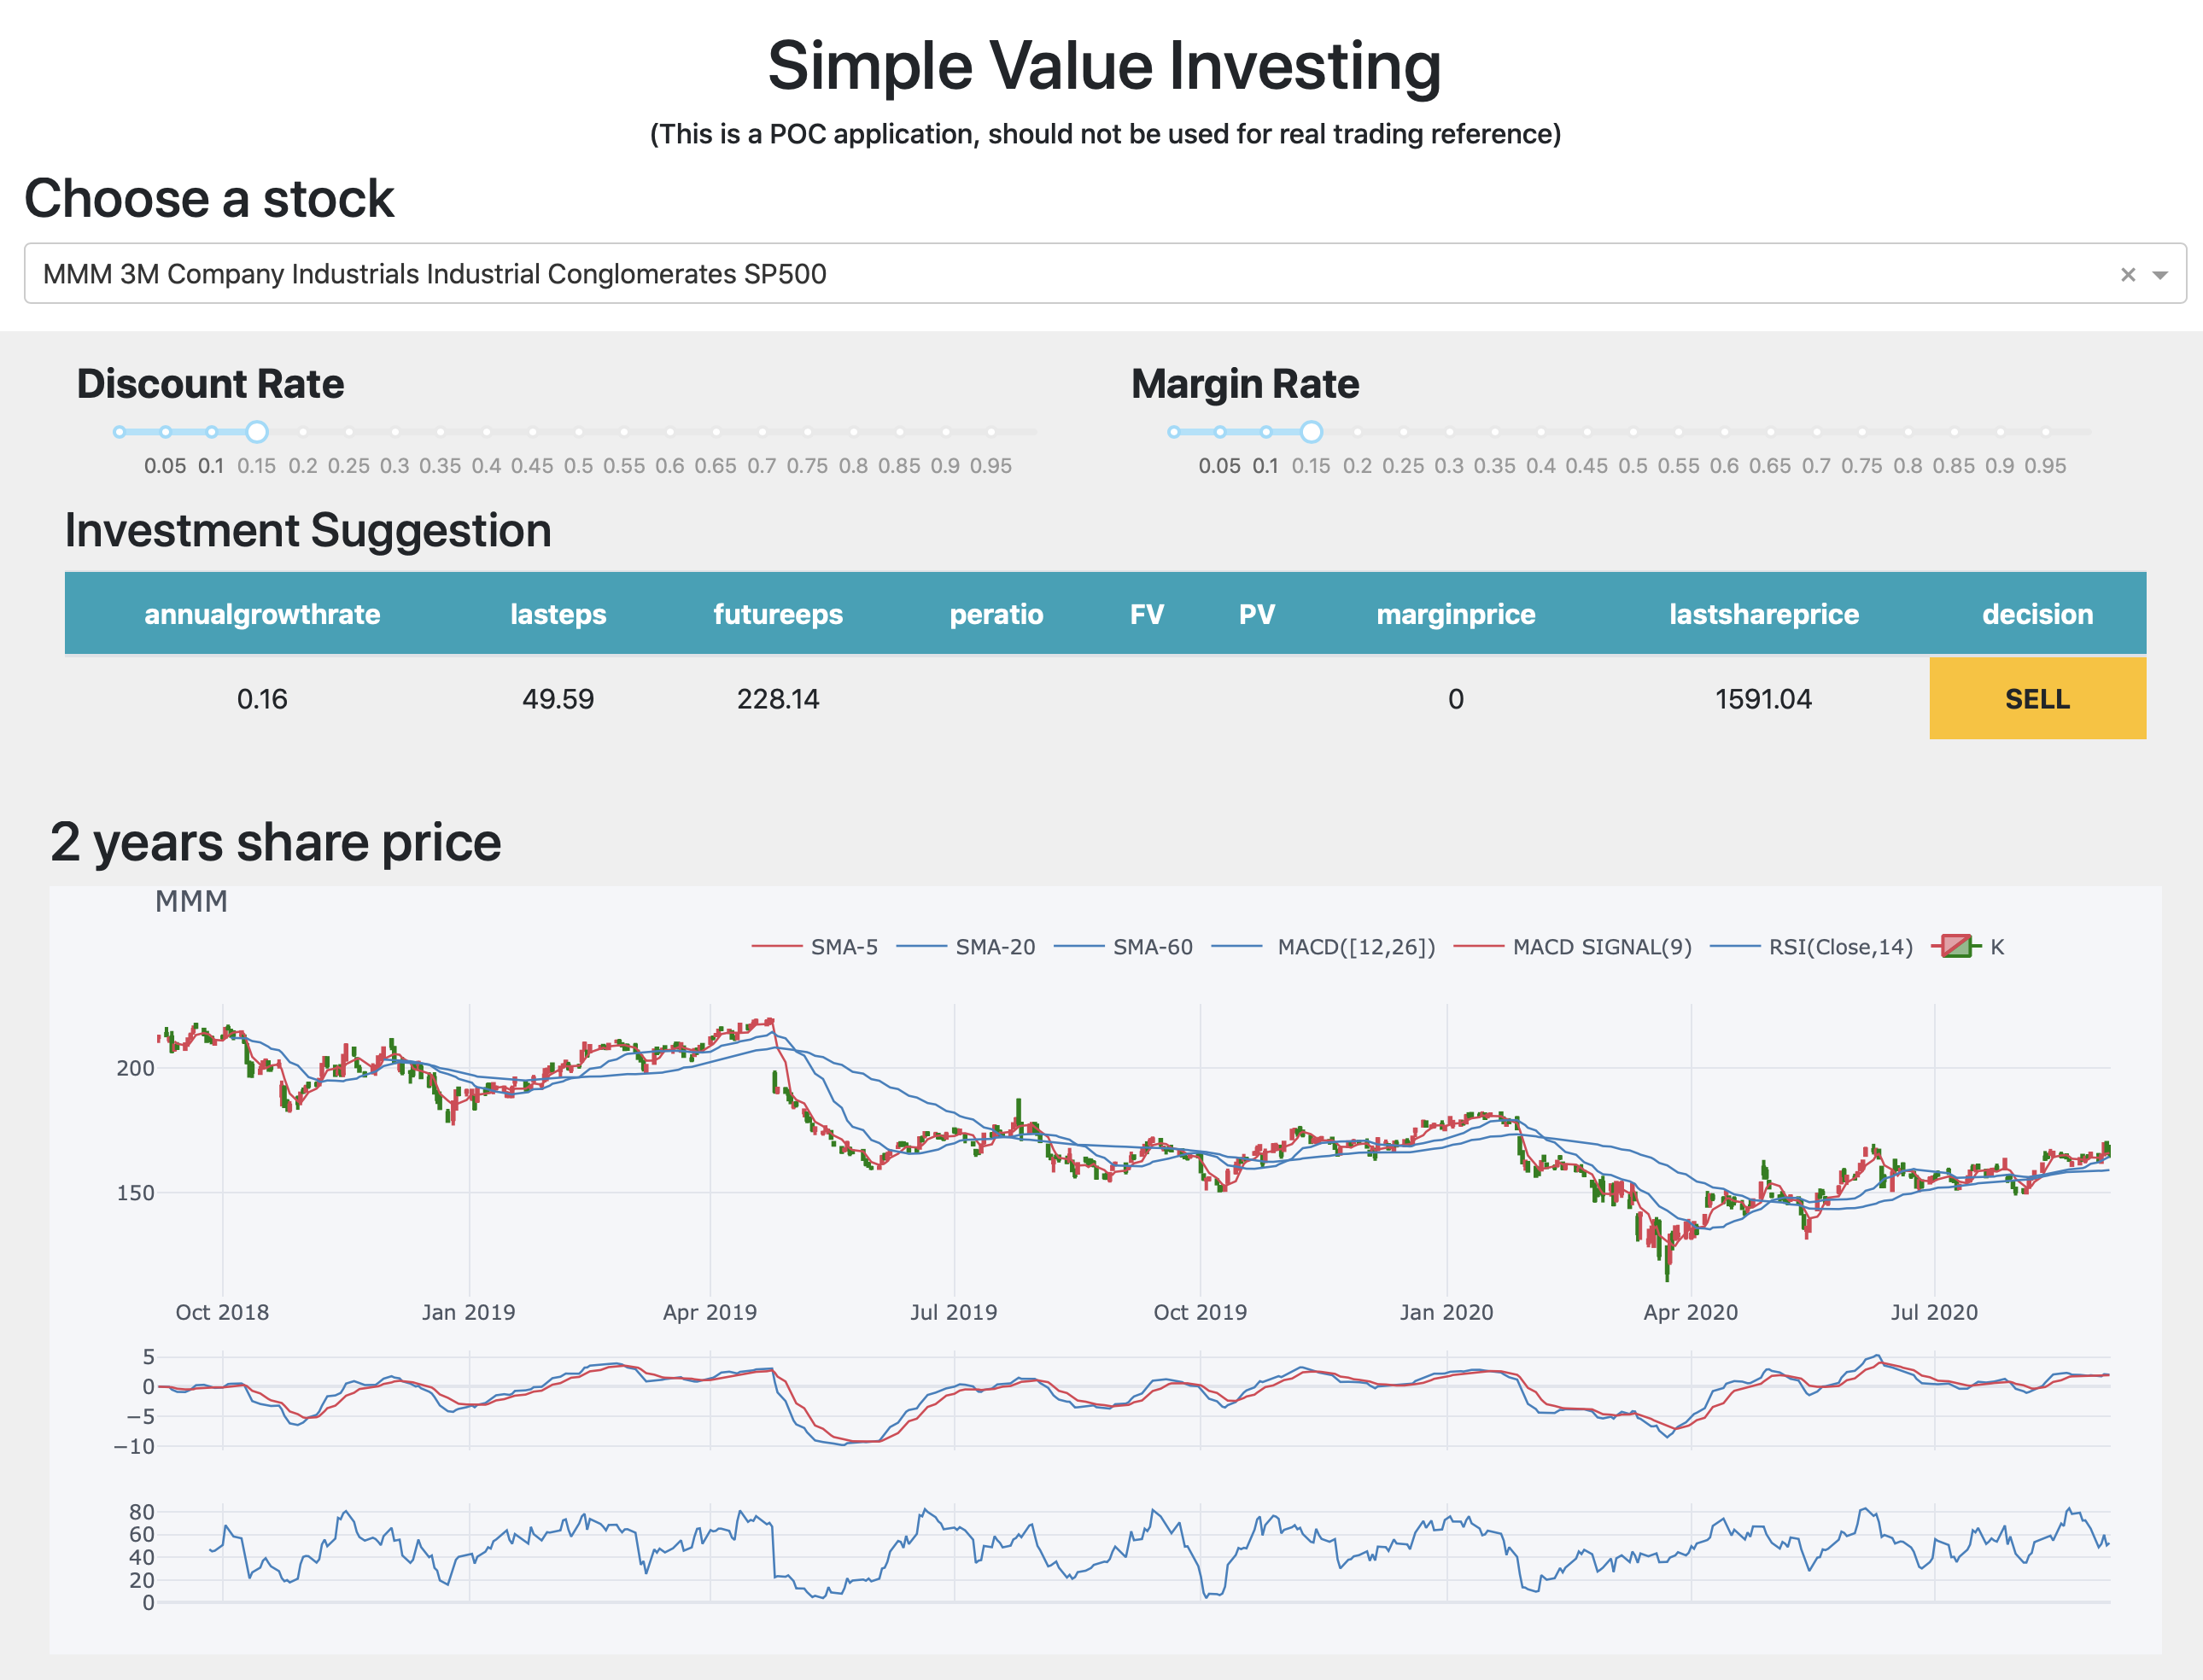 Simple Value Investing
(This is a POC application, should not be used for real trading reference)
Choose a stock
MMM 3M Company Industrials Industrial Conglomerates SP500 ×
Discount Rate
0.05 0.1 0.15 0.2 0.25 0.3 0.35 0.4 0.45 0.5 0.55 0.6 0.65 0.7 0.75 0.8 0.85 0.9 0.95
Margin Rate
0.05 0.1 0.15 0.2 0.25 0.3 0.35 0.4 0.45 0.5 0.55 0.6 0.65 0.7 0.75 0.8 0.85 0.9 0.95
Investment Suggestion
annualgrowthrate lasteps futureeps peratio FV PV marginprice lastshareprice decision
0.16 49.59 228.14 0 1591.04 SELL
2 years share price
MMM
SMA-5 SMA-20 SMA-60 MACD([12,26]) MACD SIGNAL(9) RSI(Close,14) K
200
150
Oct 2018 Jan 2019 Apr 2019 Jul 2019 Oct 2019 Jan 2020 Apr 2020 Jul 2020
5
0
−5
−10
80
60
40
20
0